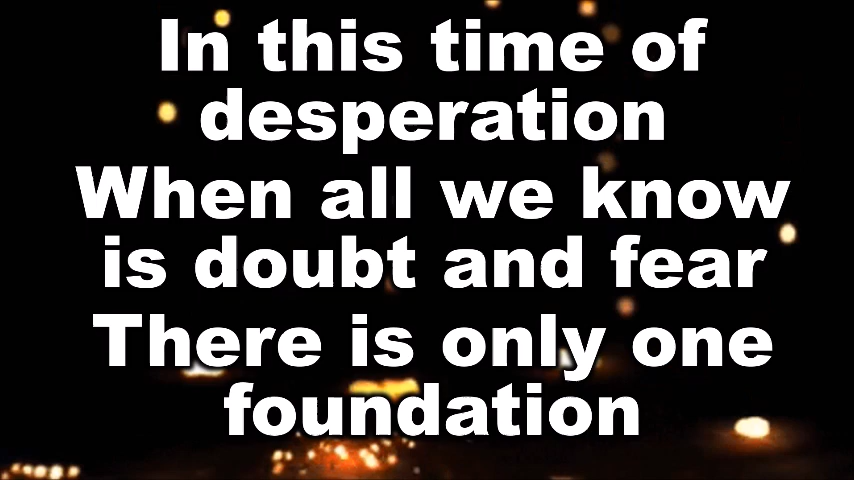 In this time of
desperation
When all we know
is doubt and fear
There is only one
foundation